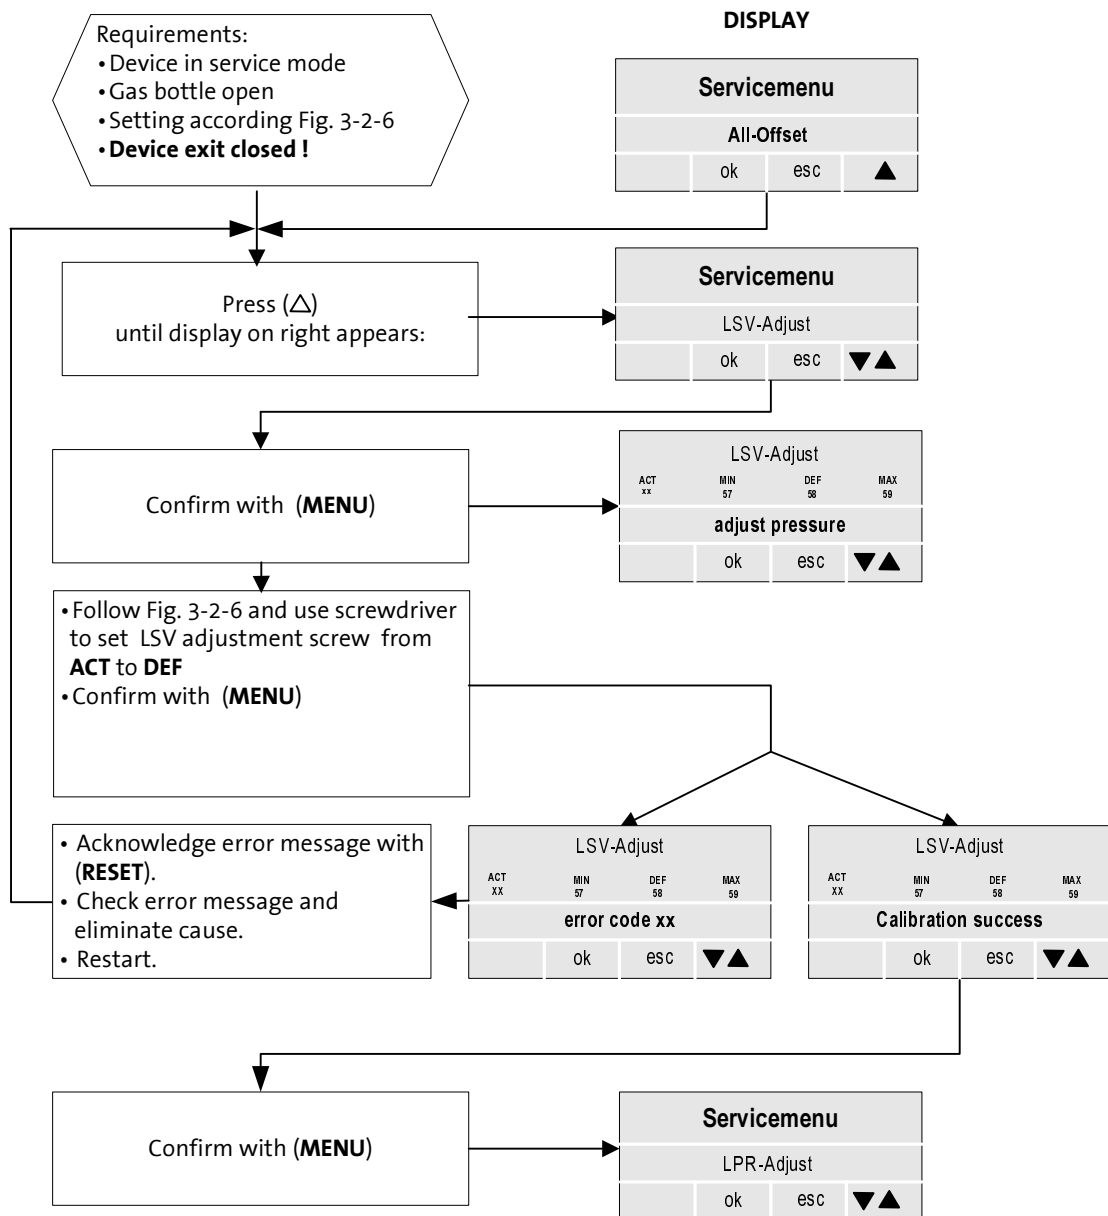 DISPLAY
Requirements:
•Device in service mode
•Gas bottle open
•Setting according Fig. 3-2-6
•Device exit closed !
Servicemenu
All-Offset
ok esc ▲
Press (△)
until display on right appears:
Servicemenu
LSV-Adjust
ok esc ▼▲
Confirm with (MENU)
LSV-Adjust
ACT MIN DEF MAX
xx 57 58 59
adjust pressure
ok esc ▼▲
•Follow Fig. 3-2-6 and use screwdriver
to set LSV adjustment screw from
ACT to DEF
•Confirm with (MENU)
• Acknowledge error message with
(RESET).
• Check error message and
eliminate cause.
• Restart.
LSV-Adjust
ACT MIN DEF MAX
XX 57 58 59
error code xx
ok esc ▼▲
LSV-Adjust
ACT MIN DEF MAX
XX 57 58 59
Calibration success
ok esc ▼▲
Confirm with (MENU)
Servicemenu
LPR-Adjust
ok esc ▼▲